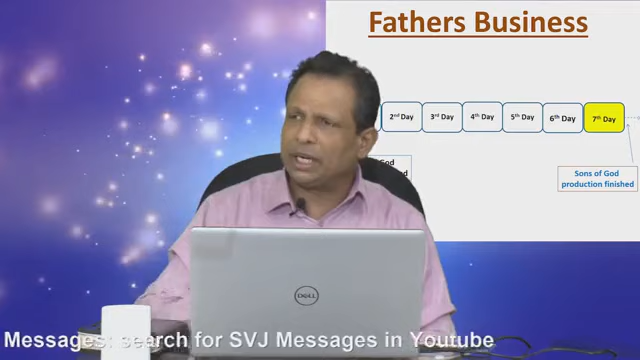 Fathers Business
2nd Day
3rd Day
4th Day
5th Day
6th Day
7th Day
God
Sons of God
production finished
DELL
Messages: search for SVJ Messages in Youtube